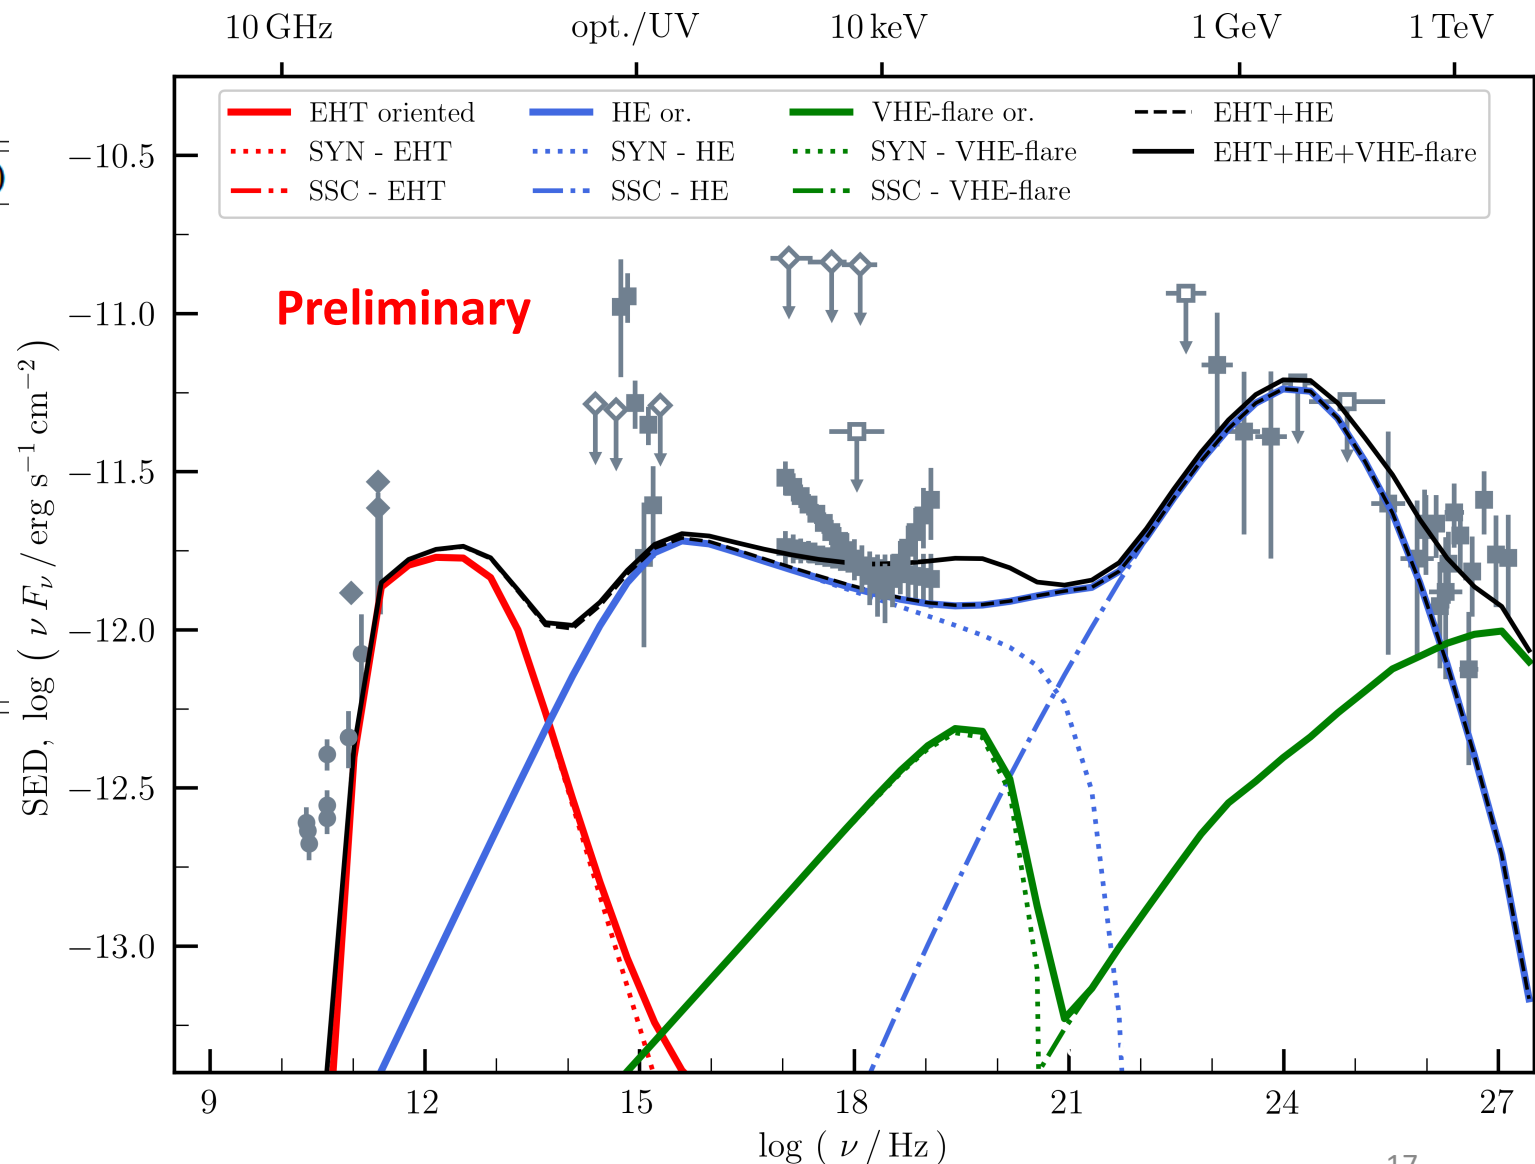 10 GHz opt./UV 10 keV 1 GeV 1 TeV
EHT oriented HE or. VHE-flare or. EHT+HE
SYN - EHT SYN - HE SYN - VHE-flare EHT+HE+VHE-flare
SSC - EHT SSC - HE SSC - VHE-flare
Preliminary
−10.5
−11.0
−11.5
−12.0
−12.5
−13.0
SED, log ( ν Fν / erg s⁻¹ cm⁻² )
9 12 15 18 21 24 27
log ( ν / Hz )
17